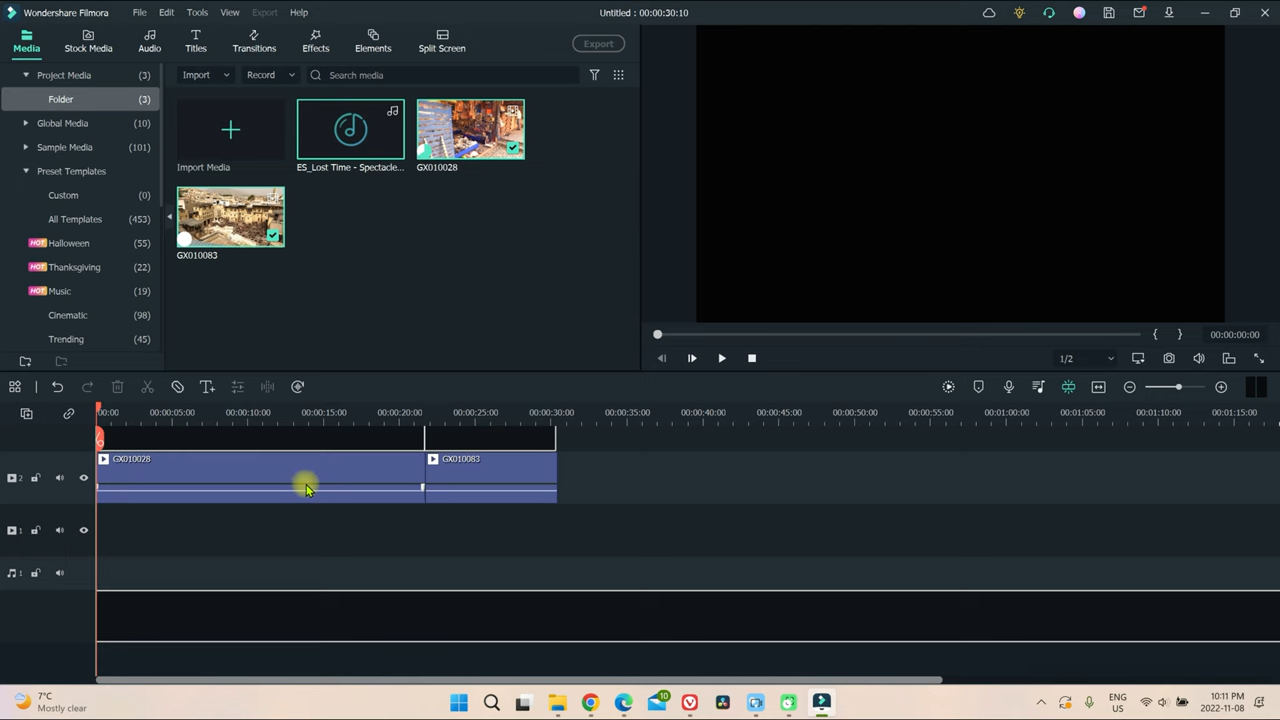 Wondershare Filmora
File Edit Tools View Export Help
Untitled : 00:00:30:10
Media
Stock Media
Audio
Titles
Transitions
Effects
Elements
Split Screen
Export
Project Media (3)
Folder (3)
Global Media (10)
Sample Media (101)
Preset Templates
Custom (0)
All Templates (453)
HOT Halloween (55)
HOT Thanksgiving (22)
HOT Music (19)
Cinematic (98)
Trending (45)
Import
Record
Search media
Import Media
ES_Lost Time - Spectacle...
GX010028
GX010083
00:00:00:00
1/2
:00:00 00:00:05:00 00:00:10:00 00:00:15:00 00:00:20:00 00:00:25:00 00:00:30:00 00:00:35:00 00:00:40:00 00:00:45:00 00:00:50:00 00:00:55:00 00:01:00:00 00:01:05:00 00:01:10:00 00:01:15:00
2
GX010028
GX010083
1
1
7°C
Mostly clear
10
ENG
US
10:11 PM
2022-11-08